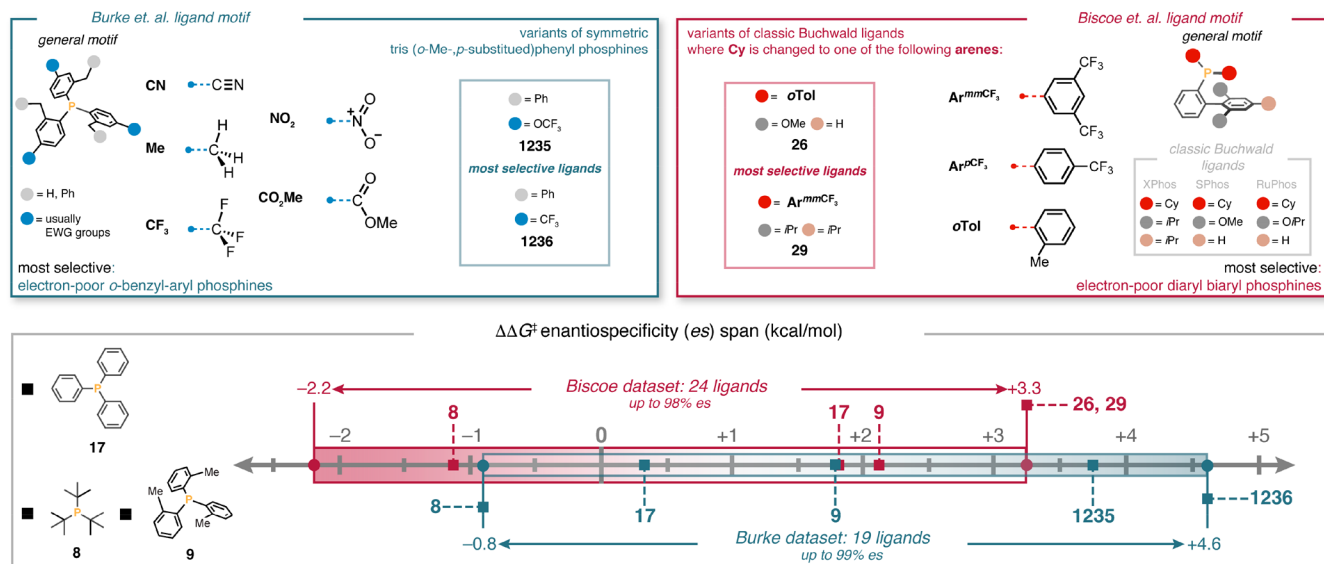 Burke et. al. ligand motif
general motif
variants of symmetric
tris (o-Me-,p-substitued)phenyl phosphines
P
= H, Ph
= usually
EWG groups
CN
C≡N
Me
H
C
H
H
CF3
F
C
F
F
NO2
O
N+
O−
CO2Me
O
C
OMe
= Ph
= OCF3
1235
most selective ligands
= Ph
= CF3
1236
most selective:
electron-poor o-benzyl-aryl phosphines
Biscoe et. al. ligand motif
variants of classic Buchwald ligands
where Cy is changed to one of the following arenes:
general motif
P
= oTol
= OMe = H
26
most selective ligands
= ArmmCF3
= iPr = iPr
29
ArmmCF3
CF3
CF3
ArpCF3
CF3
oTol
Me
classic Buchwald
ligands
XPhos SPhos RuPhos
= Cy = Cy = Cy
= iPr = OMe = OiPr
= iPr = H = H
most selective:
electron-poor diaryl biaryl phosphines
ΔΔG‡ enantiospecificity (es) span (kcal/mol)
P
17
P
8
Me
Me
P
Me
9
−2.2
Biscoe dataset: 24 ligands
up to 98% es
+3.3
8
17
9
26, 29
−2 −1 0 +1 +2 +3 +4 +5
8
17
9
1235
1236
−0.8
Burke dataset: 19 ligands
up to 99% es
+4.6